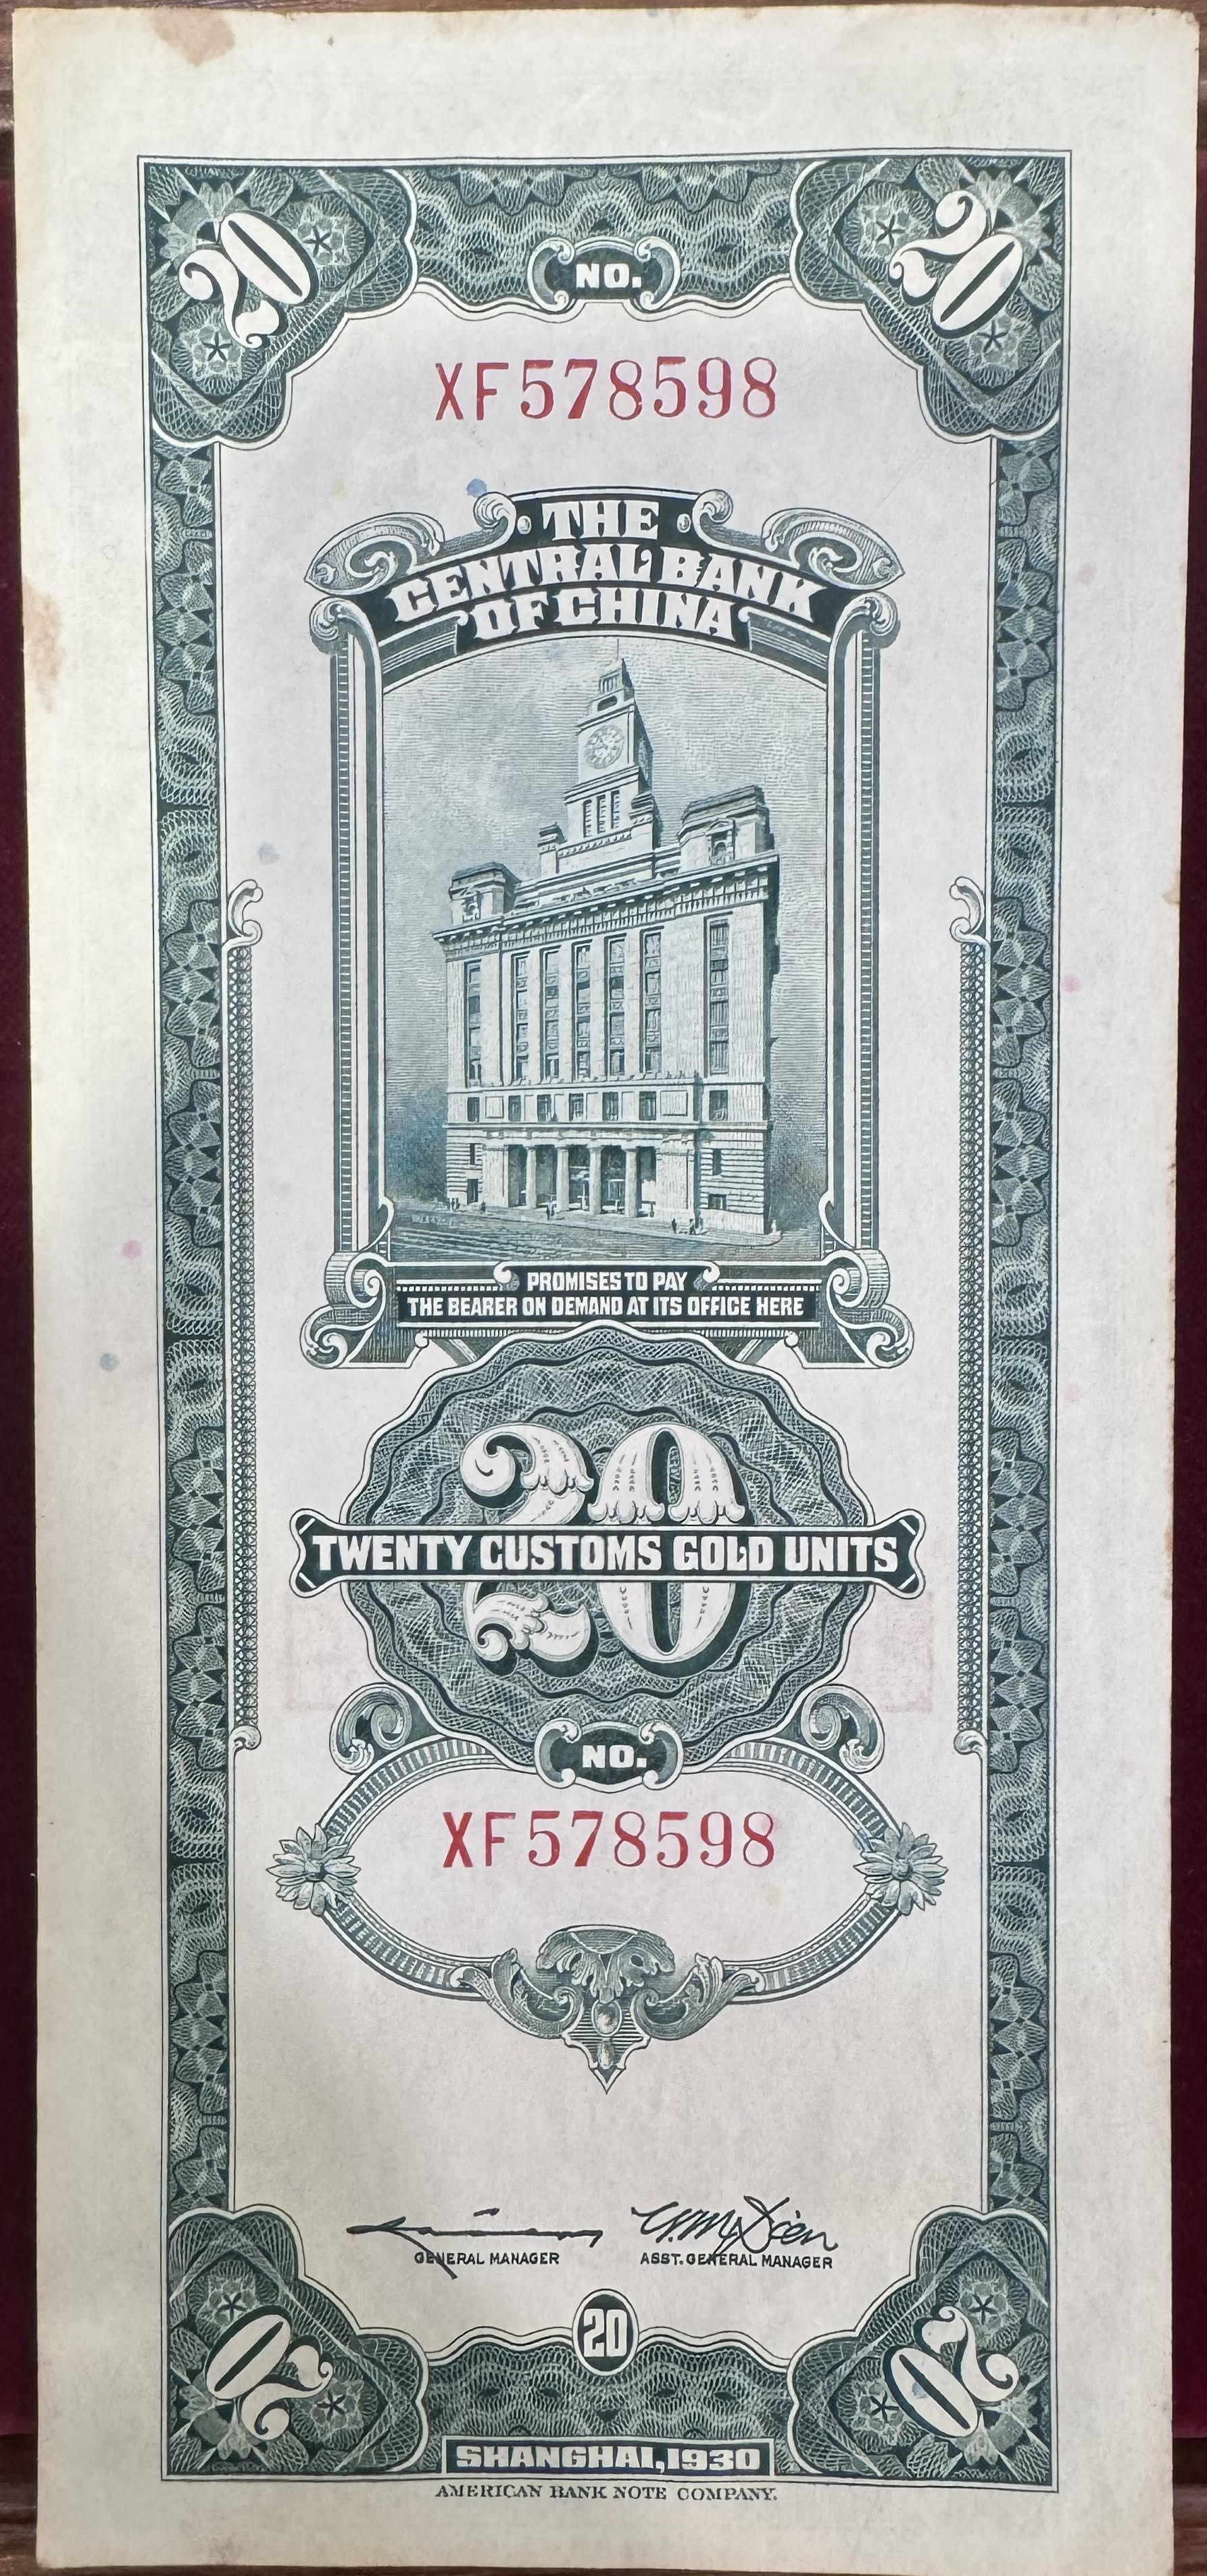 20
20
NO.
XF578598
THE
CENTRAL BANK
OF CHINA
PROMISES TO PAY
THE BEARER ON DEMAND AT ITS OFFICE HERE
20
TWENTY CUSTOMS GOLD UNITS
NO.
XF578598
GENERAL MANAGER
ASST. GENERAL MANAGER
20
20
20
SHANGHAI, 1930
AMERICAN BANK NOTE COMPANY.